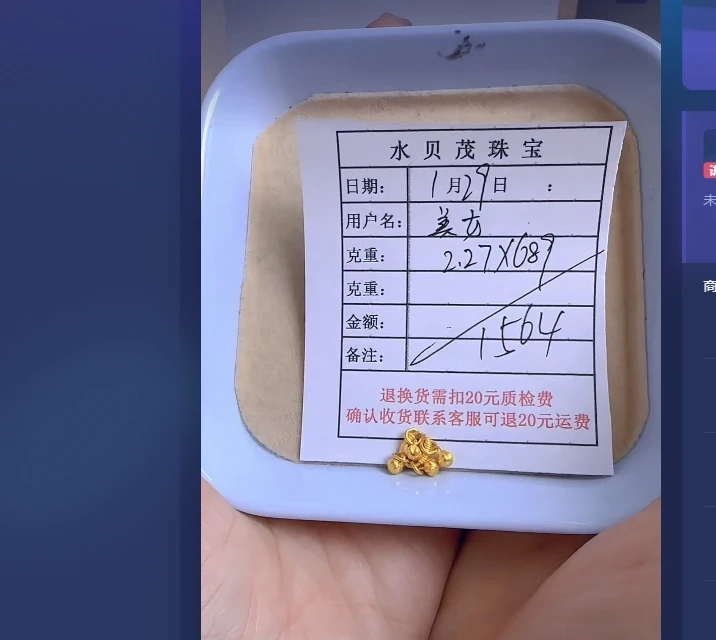 水贝茂珠宝
日期： 1月29日 ：
用户名： 美方
克重： 2.27X689
克重：
金额： 1564
备注：
退换货需扣20元质检费
确认收货联系客服可退20元运费
未
商